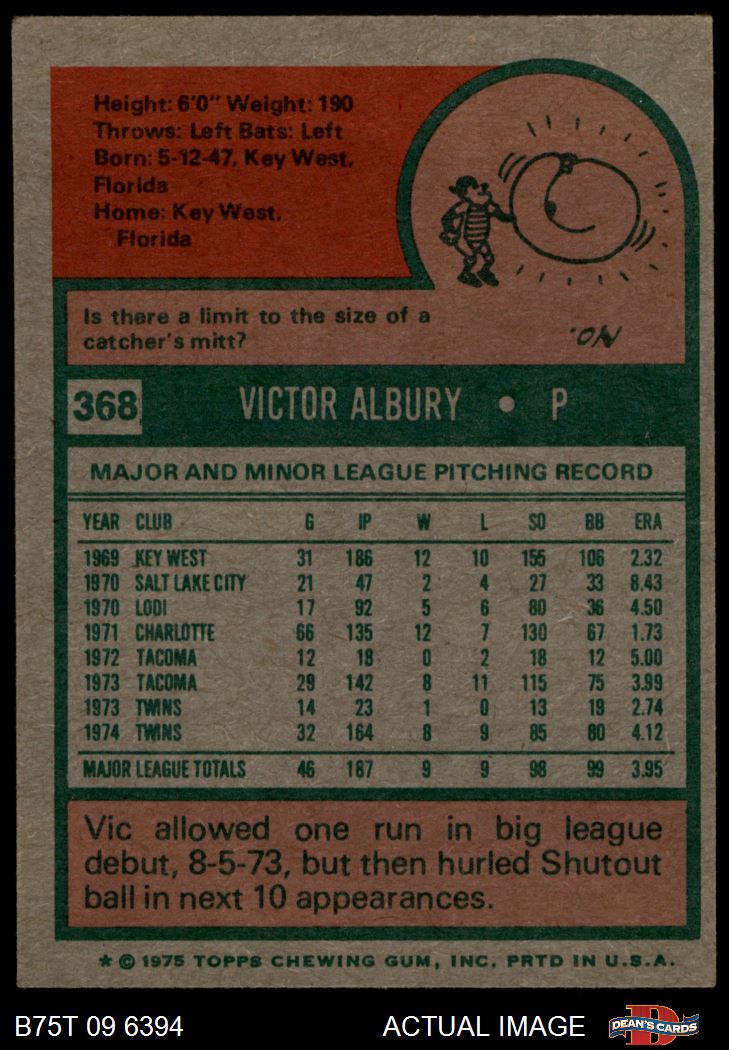 Height: 6'0" Weight: 190
Throws: Left Bats: Left
Born: 5-12-47, Key West,
Florida
Home: Key West,
Florida
Is there a limit to the size of a
catcher's mitt?
No.
368 VICTOR ALBURY • P
MAJOR AND MINOR LEAGUE PITCHING RECORD
YEAR CLUB G IP W L SO BB ERA
1969 KEY WEST 31 186 12 10 155 106 2.32
1970 SALT LAKE CITY 21 47 2 4 27 33 8.43
1970 LODI 17 92 5 6 80 36 4.50
1971 CHARLOTTE 66 135 12 7 130 67 1.73
1972 TACOMA 12 18 0 2 18 12 5.00
1973 TACOMA 29 142 8 11 115 75 3.99
1973 TWINS 14 23 1 0 13 19 2.74
1974 TWINS 32 164 8 9 85 80 4.12
MAJOR LEAGUE TOTALS 46 187 9 9 98 99 3.95
Vic allowed one run in big league
debut, 8-5-73, but then hurled Shutout
ball in next 10 appearances.
* © 1975 TOPPS CHEWING GUM, INC. PRTD IN U.S.A.
B75T 09 6394 ACTUAL IMAGE DEAN'S CARDS